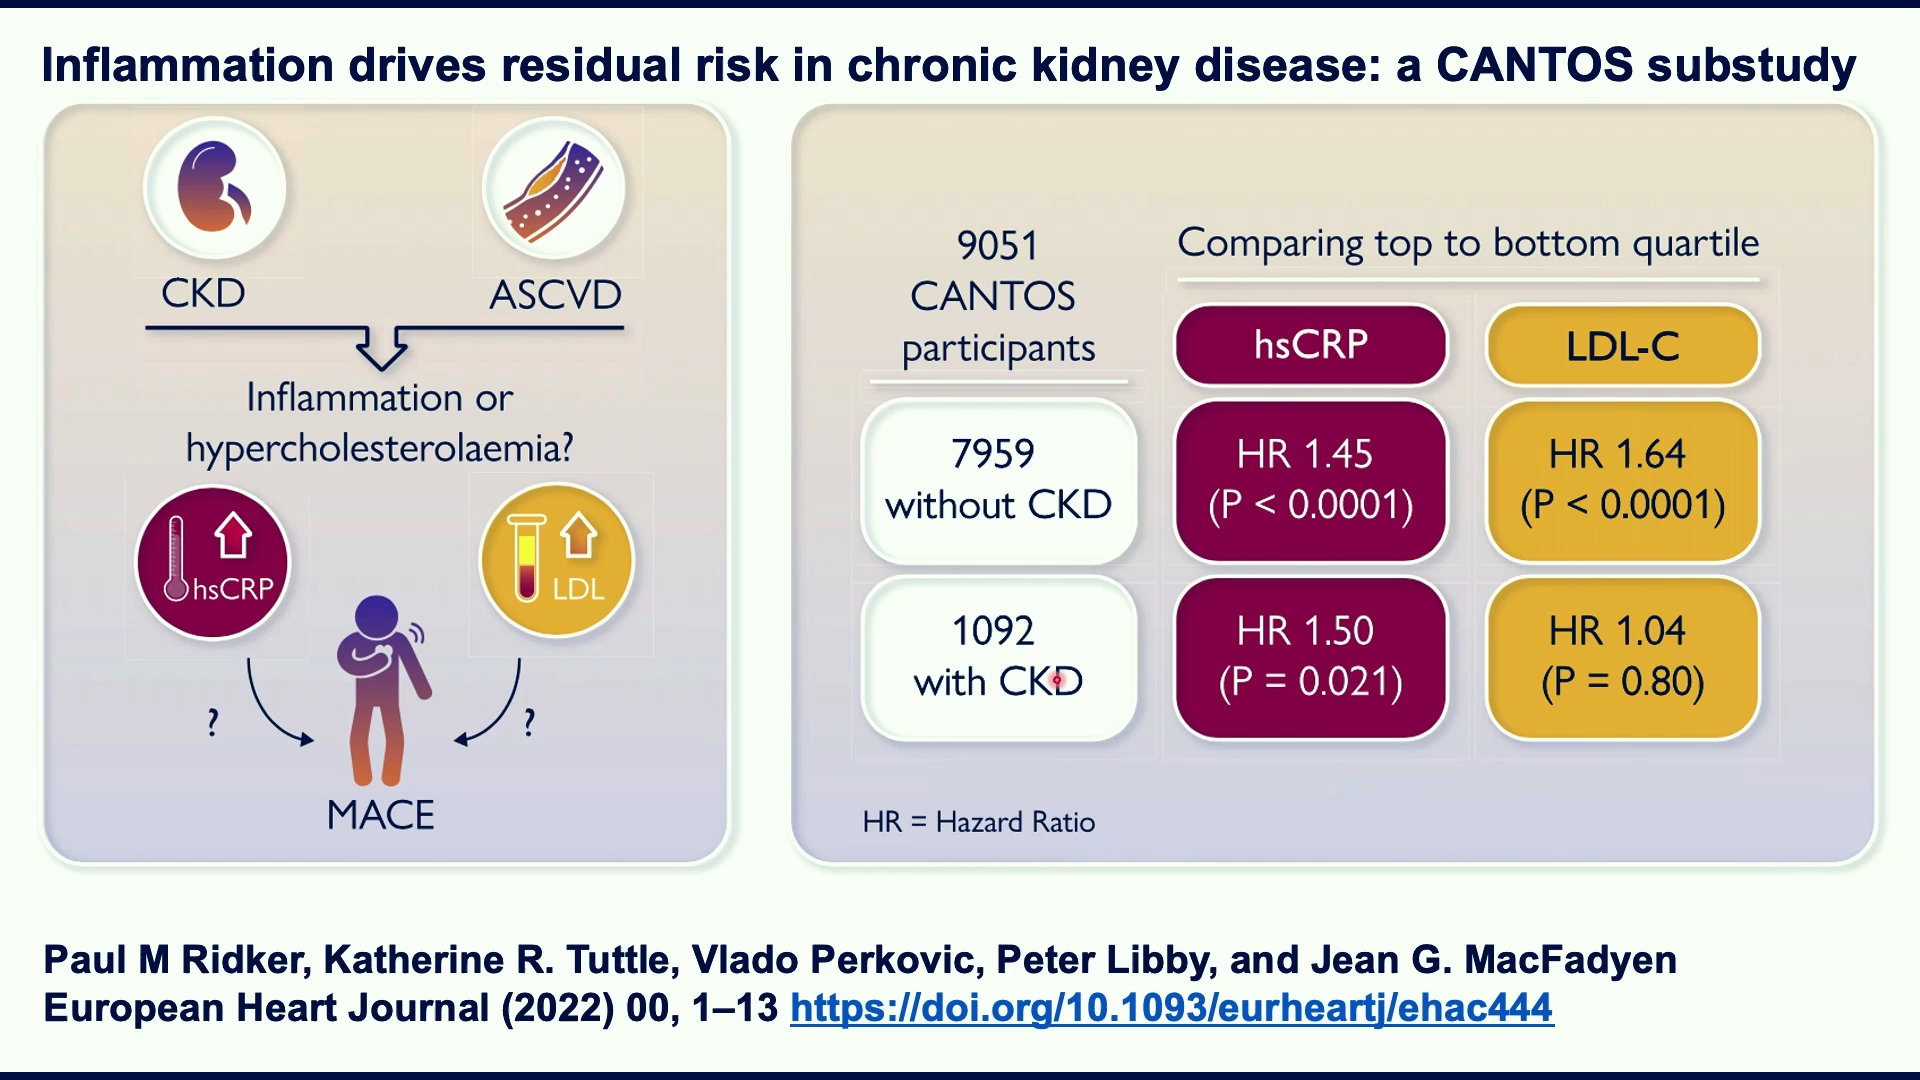 Inflammation drives residual risk in chronic kidney disease: a CANTOS substudy
CKD
ASCVD
Inflammation or
hypercholesterolaemia?
hsCRP
LDL
?
?
MACE
9051
CANTOS
participants
Comparing top to bottom quartile
hsCRP
LDL-C
7959
without CKD
HR 1.45
(P < 0.0001)
HR 1.64
(P < 0.0001)
1092
with CKD
HR 1.50
(P = 0.021)
HR 1.04
(P = 0.80)
HR = Hazard Ratio
Paul M Ridker, Katherine R. Tuttle, Vlado Perkovic, Peter Libby, and Jean G. MacFadyen
European Heart Journal (2022) 00, 1–13 https://doi.org/10.1093/eurheartj/ehac444